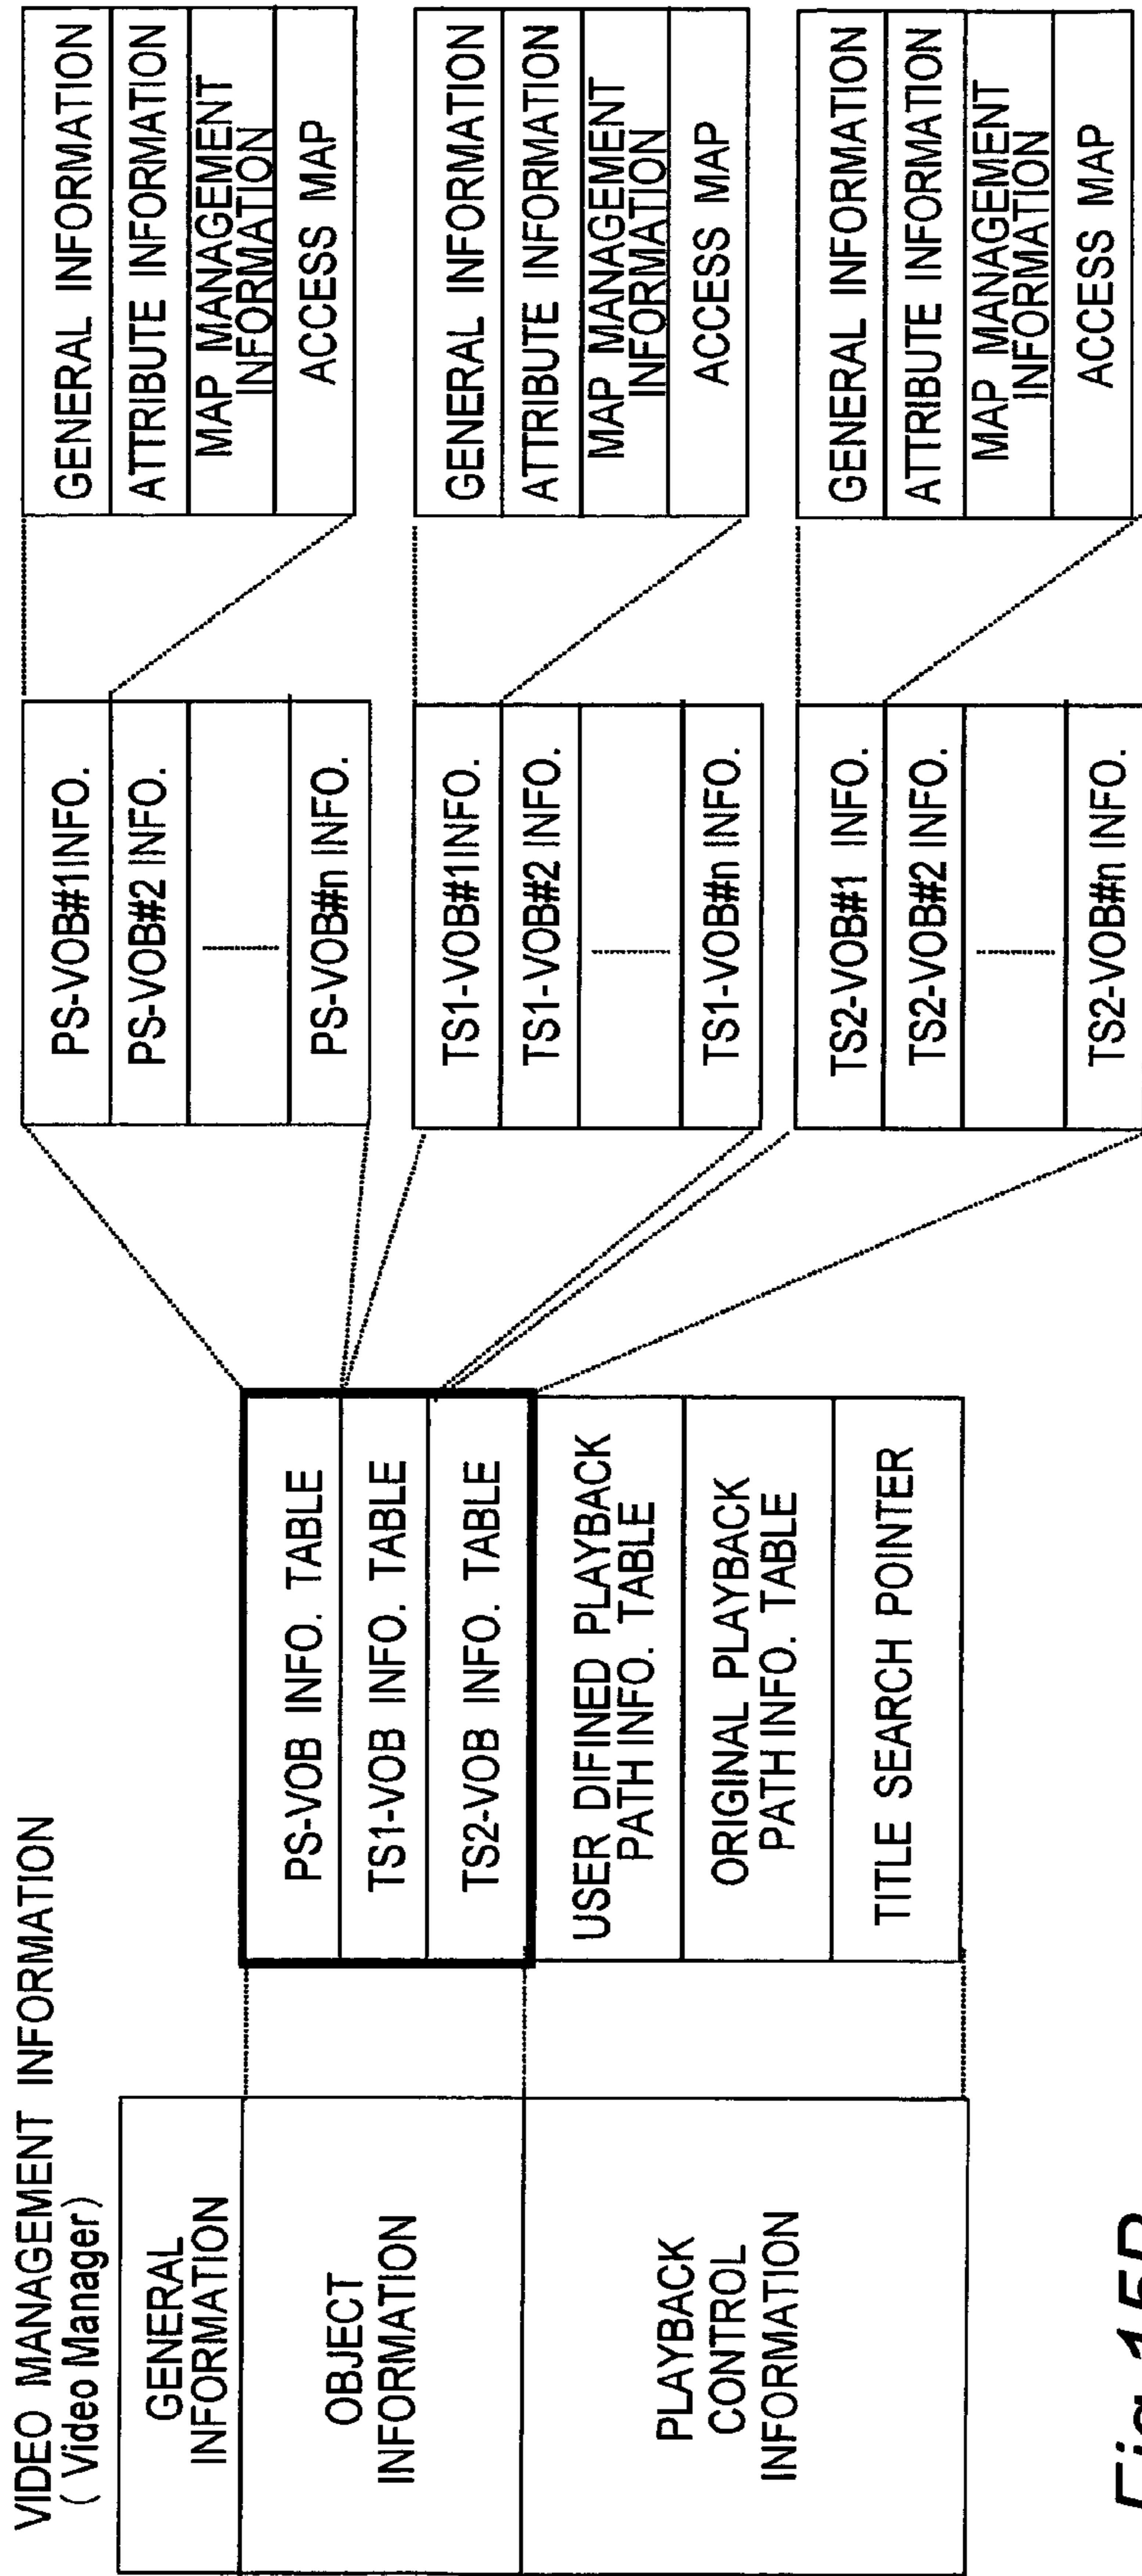 VIDEO MANAGEMENT INFORMATION
( Video Manager)
GENERAL
INFORMATION
OBJECT
INFORMATION
PLAYBACK
CONTROL
INFORMATION
PS-VOB INFO. TABLE
TS1-VOB INFO. TABLE
TS2-VOB INFO. TABLE
USER DIFINED PLAYBACK
PATH INFO. TABLE
ORIGINAL PLAYBACK
PATH INFO. TABLE
TITLE SEARCH POINTER
PS-VOB#1INFO.
PS-VOB#2 INFO.
PS-VOB#n INFO.
TS1-VOB#1INFO.
TS1-VOB#2 INFO.
TS1-VOB#n INFO.
TS2-VOB#1 INFO.
TS2-VOB#2 INFO.
TS2-VOB#n INFO.
GENERAL INFORMATION
ATTRIBUTE INFORMATION
MAP MANAGEMENT
INFORMATION
ACCESS MAP
GENERAL INFORMATION
ATTRIBUTE INFORMATION
MAP MANAGEMENT
INFORMATION
ACCESS MAP
GENERAL INFORMATION
ATTRIBUTE INFORMATION
MAP MANAGEMENT
INFORMATION
ACCESS MAP